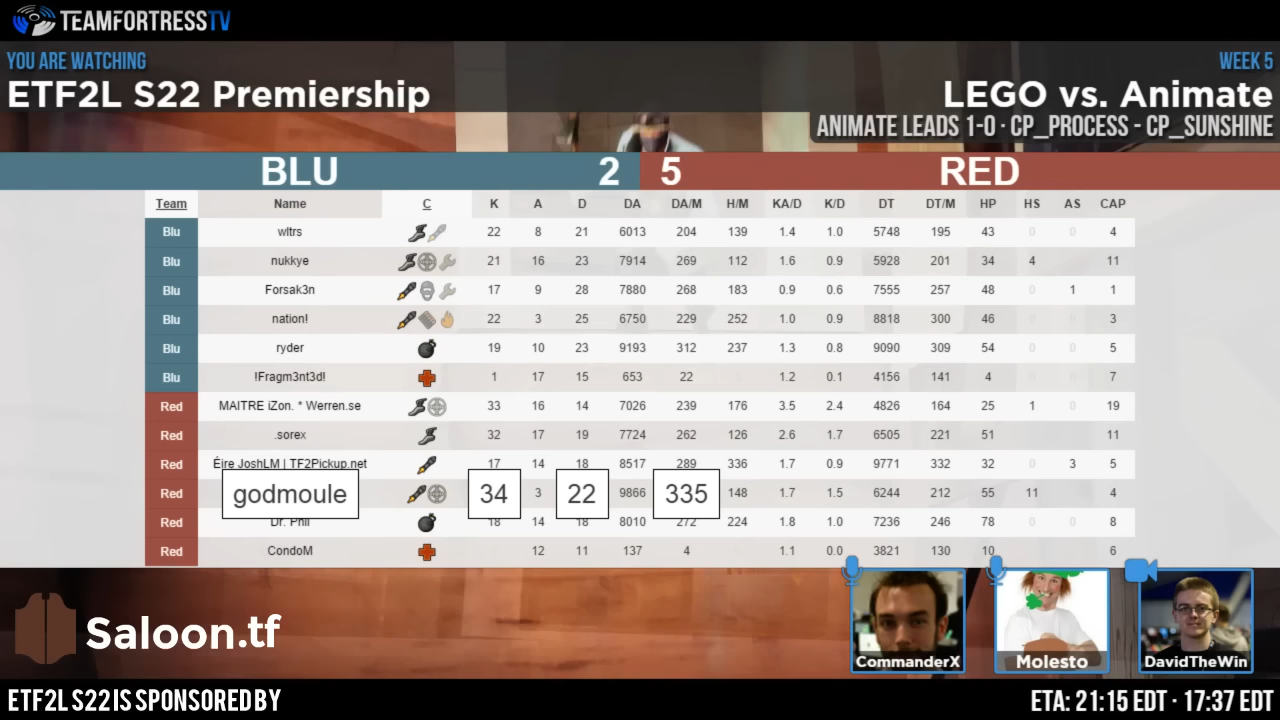 TEAMFORTRESSTV
YOU ARE WATCHING
WEEK 5
ETF2L S22 Premiership
LEGO vs. Animate
ANIMATE LEADS 1-0 · CP_PROCESS - CP_SUNSHINE
BLU 2 5 RED
Team Name C K A D DA DA/M H/M KA/D K/D DT DT/M HP HS AS CAP
Blu wltrs 22 8 21 6013 204 139 1.4 1.0 5748 195 43 0 0 4
Blu nukkye 21 16 23 7914 269 112 1.6 0.9 5928 201 34 4 11
Blu Forsak3n 17 9 28 7880 268 183 0.9 0.6 7555 257 48 0 1 1
Blu nation! 22 3 25 6750 229 252 1.0 0.9 8818 300 46 0 0 3
Blu ryder 19 10 23 9193 312 237 1.3 0.8 9090 309 54 0 0 5
Blu !Fragm3nt3d! 1 17 15 653 22 1.2 0.1 4156 141 4 0 0 7
Red MAITRE iZon. * Werren.se 33 16 14 7026 239 176 3.5 2.4 4826 164 25 1 0 19
Red .sorex 32 17 19 7724 262 126 2.6 1.7 6505 221 51 11
Red Éire JoshLM | TF2Pickup.net 17 14 18 8517 289 336 1.7 0.9 9771 332 32 0 3 5
Red godmoule 34 3 22 9866 335 148 1.7 1.5 6244 212 55 11 4
Red Dr. Phil 18 14 18 8010 272 224 1.8 1.0 7236 246 78 0 0 8
Red CondoM 12 11 137 4 1.1 0.0 3821 130 10 6
Saloon.tf
CommanderX
Molesto
DavidTheWin
ETF2L S22 IS SPONSORED BY
ETA: 21:15 EDT · 17:37 EDT